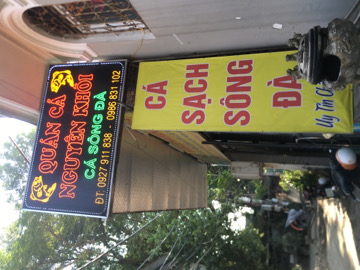 QUÁN CÁ
NGUYÊN KHÔI
CÁ SÔNG ĐÀ
ĐT: 0927 911 838 - 0986 831 102
CÁ
SẠCH
SÔNG
ĐÀ
Uy Tín